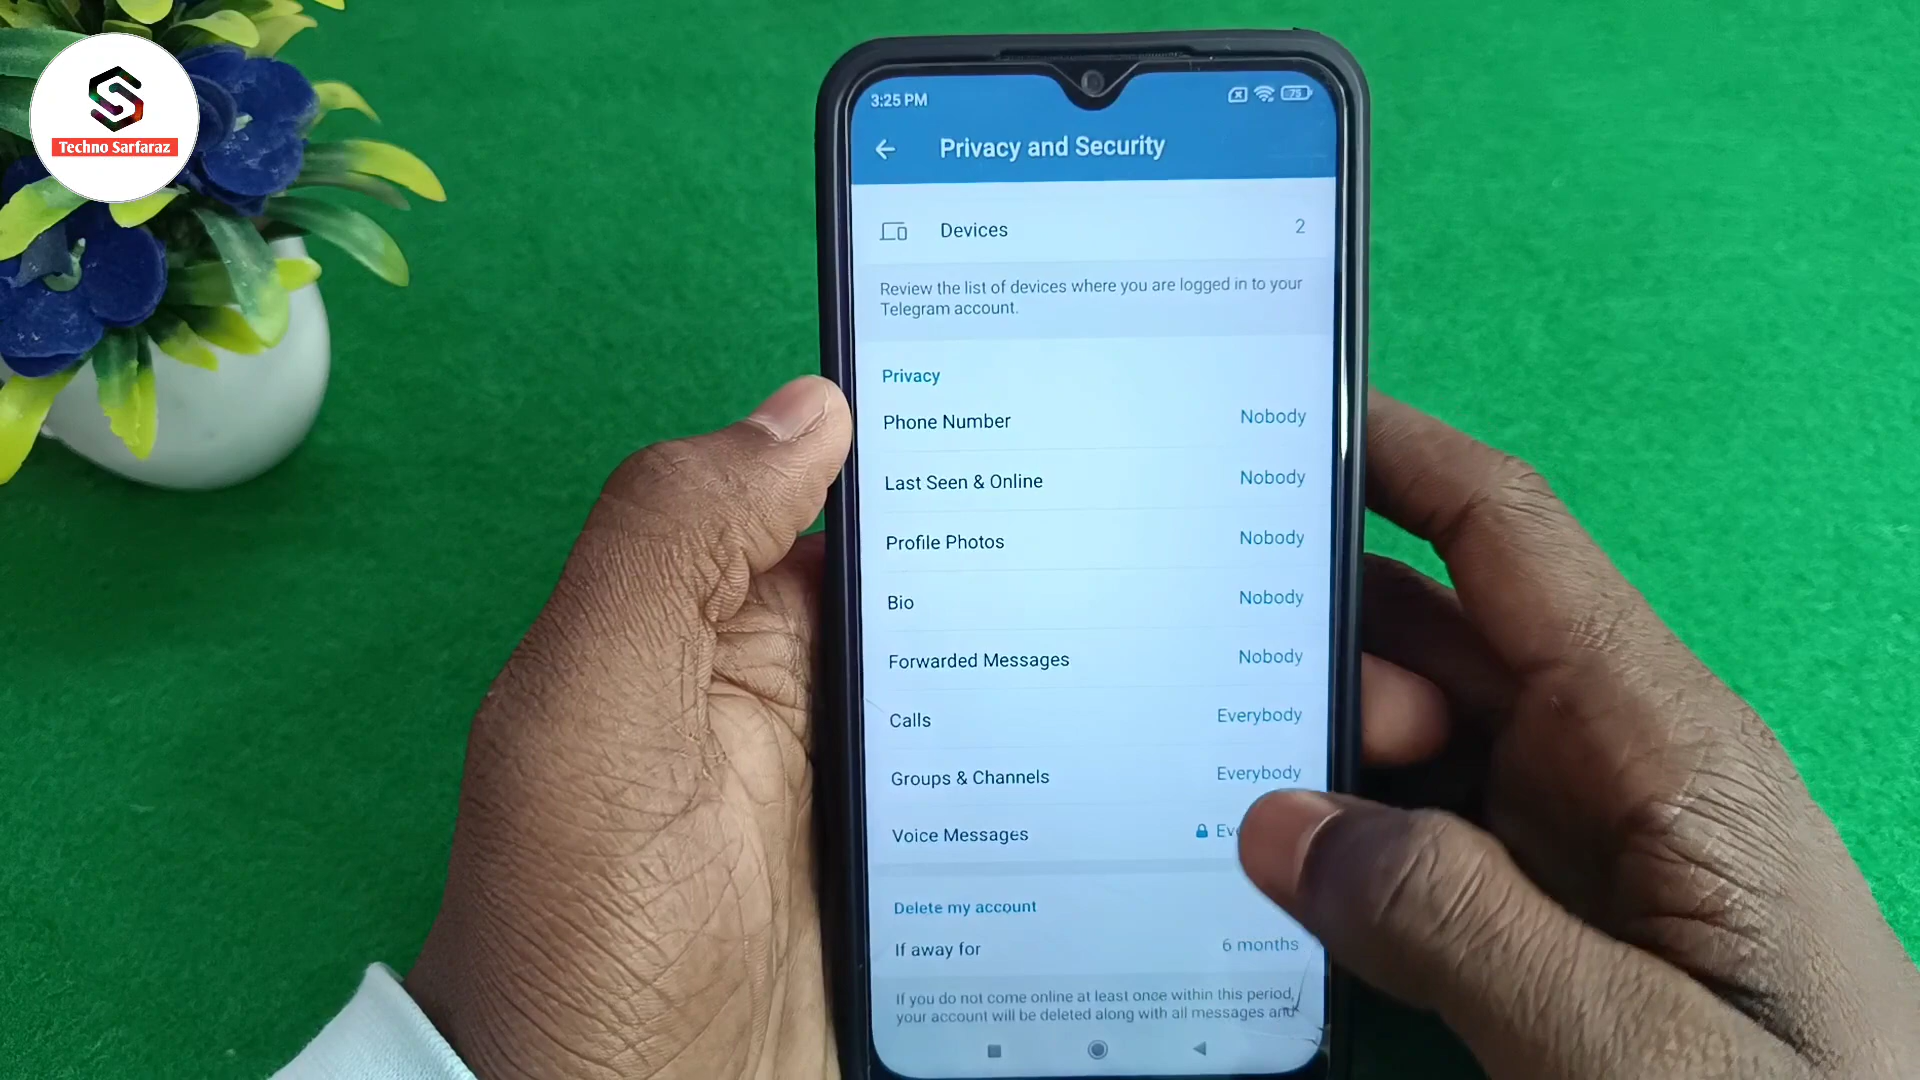 Techno Sarfaraz
3:25 PM
75
Privacy and Security
Devices 2
Review the list of devices where you are logged in to your
Telegram account.
Privacy
Phone Number Nobody
Last Seen & Online Nobody
Profile Photos Nobody
Bio Nobody
Forwarded Messages Nobody
Calls Everybody
Groups & Channels Everybody
Voice Messages
Delete my account
If away for 6 months
If you do not come online at least once within this period,
your account will be deleted along with all messages and